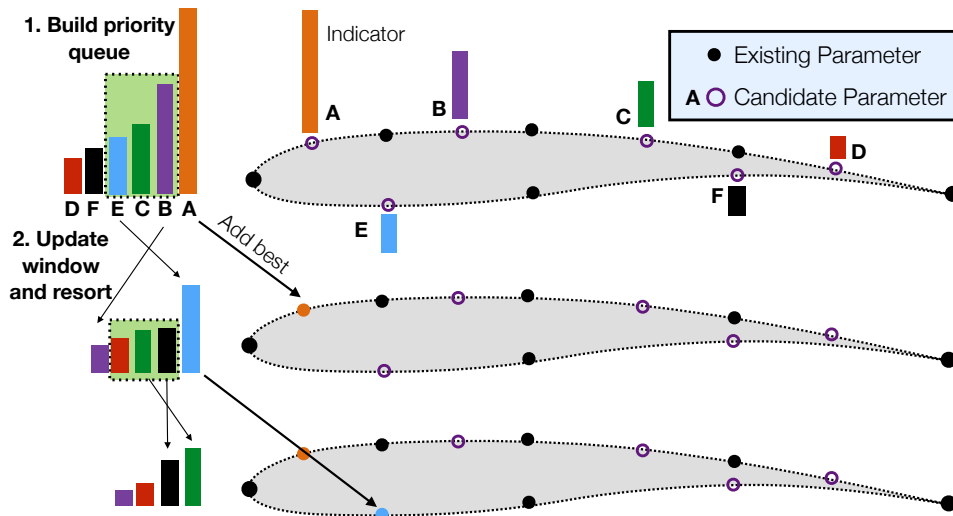 1. Build priority
queue
Indicator
Existing Parameter
A Candidate Parameter
A
B
C
D
E
F
D F E C B A
Add best
2. Update
window
and resort